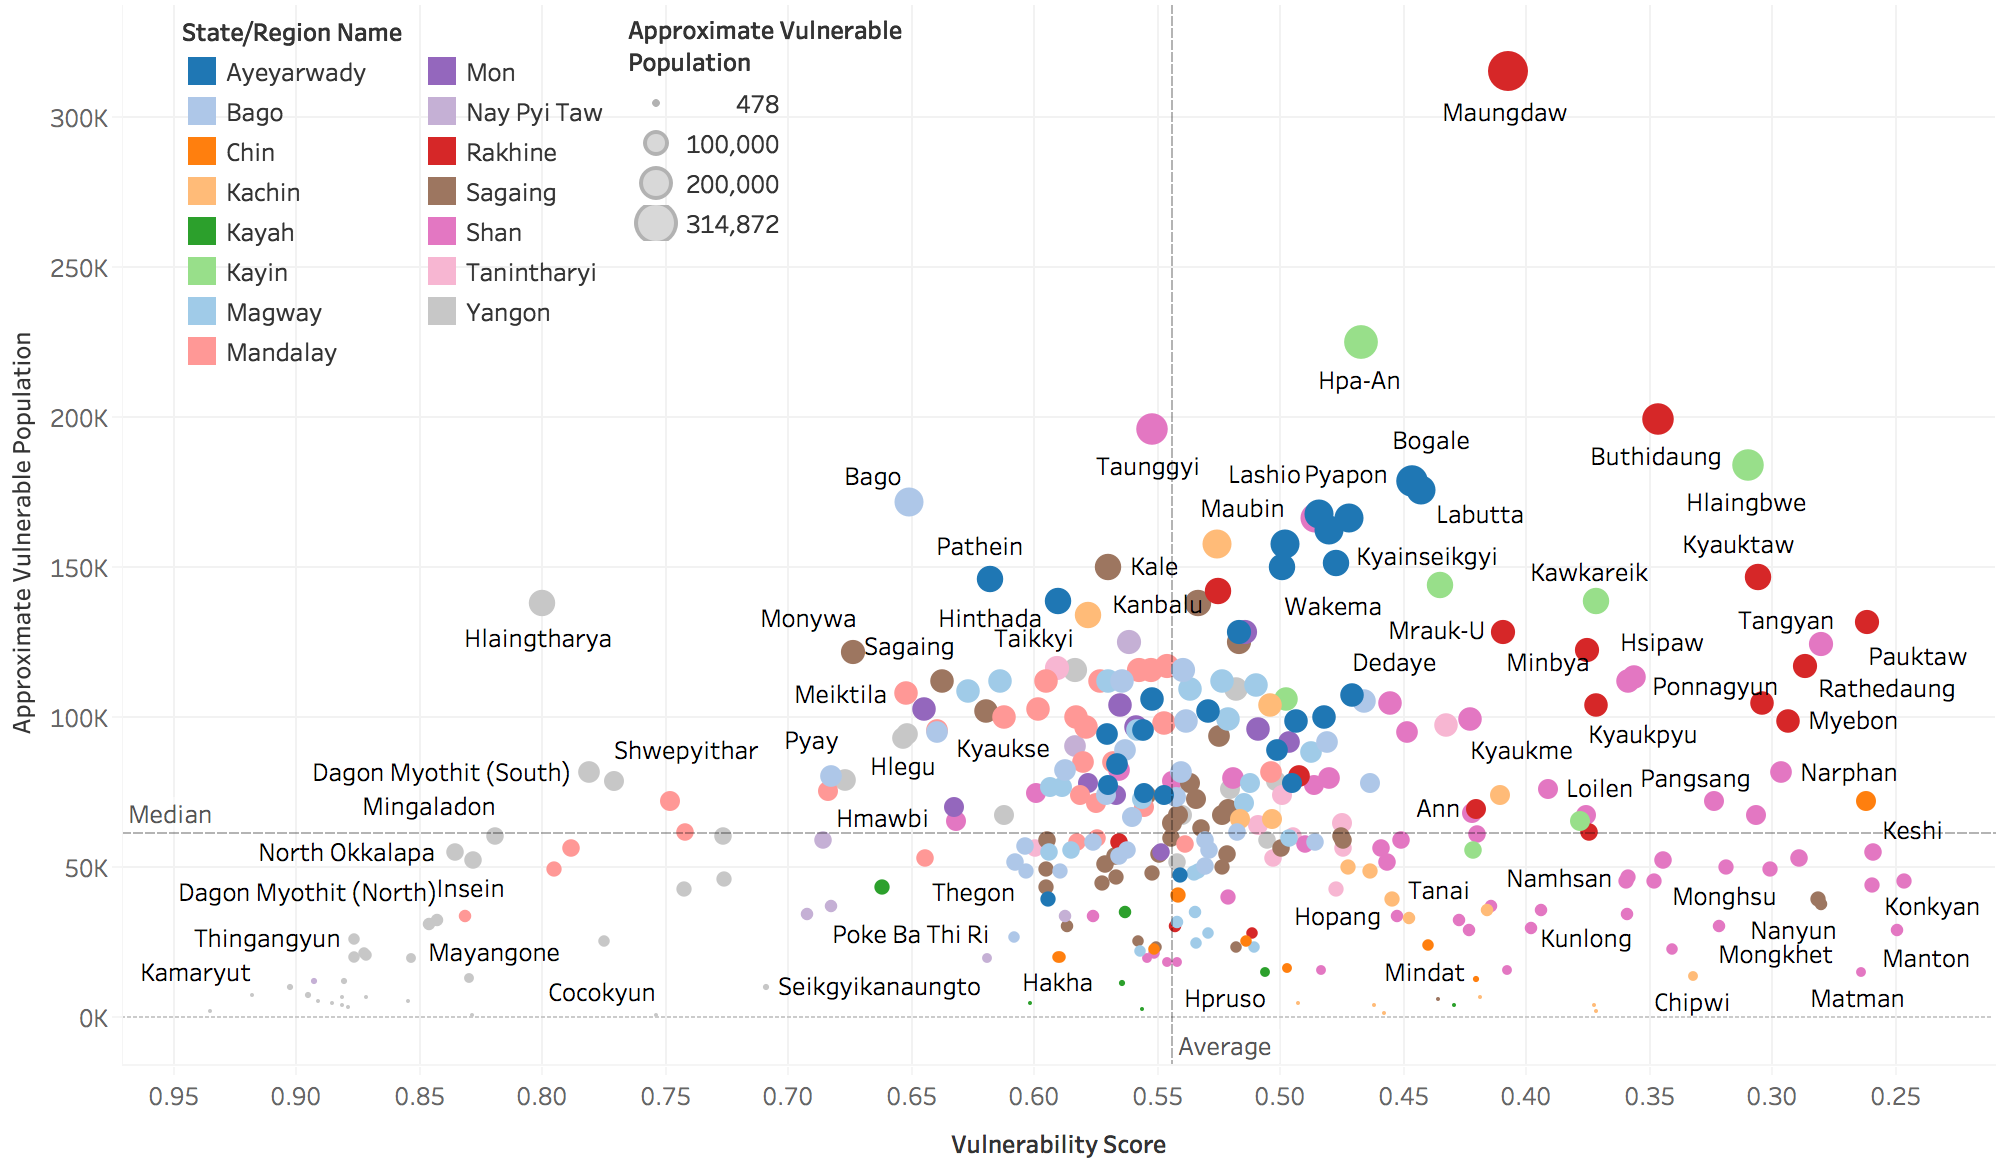 State/Region Name
Ayeyarwady
Bago
Chin
Kachin
Kayah
Kayin
Magway
Mandalay
Mon
Nay Pyi Taw
Rakhine
Sagaing
Shan
Tanintharyi
Yangon
Approximate Vulnerable
Population
478
100,000
200,000
314,872
Approximate Vulnerable Population
300K
250K
200K
150K
100K
50K
0K
Maungdaw
Hpa-An
Bogale
Buthidaung
Taunggyi
Lashio Pyapon
Bago
Hlaingbwe
Maubin
Labutta
Pathein
Kyauktaw
Kyainseikgyi
Kale
Kawkareik
Kanbalu
Wakema
Hinthada
Monywa
Tangyan
Mrauk-U
Hlaingtharya
Taikkyi
Hsipaw
Sagaing
Pauktaw
Dedaye
Minbya
Ponnagyun
Rathedaung
Meiktila
Myebon
Kyaukpyu
Pyay
Kyaukse
Shwepyithar
Kyaukme
Hlegu
Dagon Myothit (South)
Narphan
Pangsang
Loilen
Mingaladon
Ann
Median
Hmawbi
Keshi
North Okkalapa
Namhsan
Dagon Myothit (North)
Insein
Thegon
Tanai
Monghsu
Konkyan
Hopang
Nanyun
Thingangyun
Poke Ba Thi Ri
Kunlong
Mayangone
Mongkhet
Manton
Kamaryut
Mindat
Hakha
Seikgyikanaungto
Cocokyun
Hpruso
Chipwi
Matman
Average
0.95
0.90
0.85
0.80
0.75
0.70
0.65
0.60
0.55
0.50
0.45
0.40
0.35
0.30
0.25
Vulnerability Score